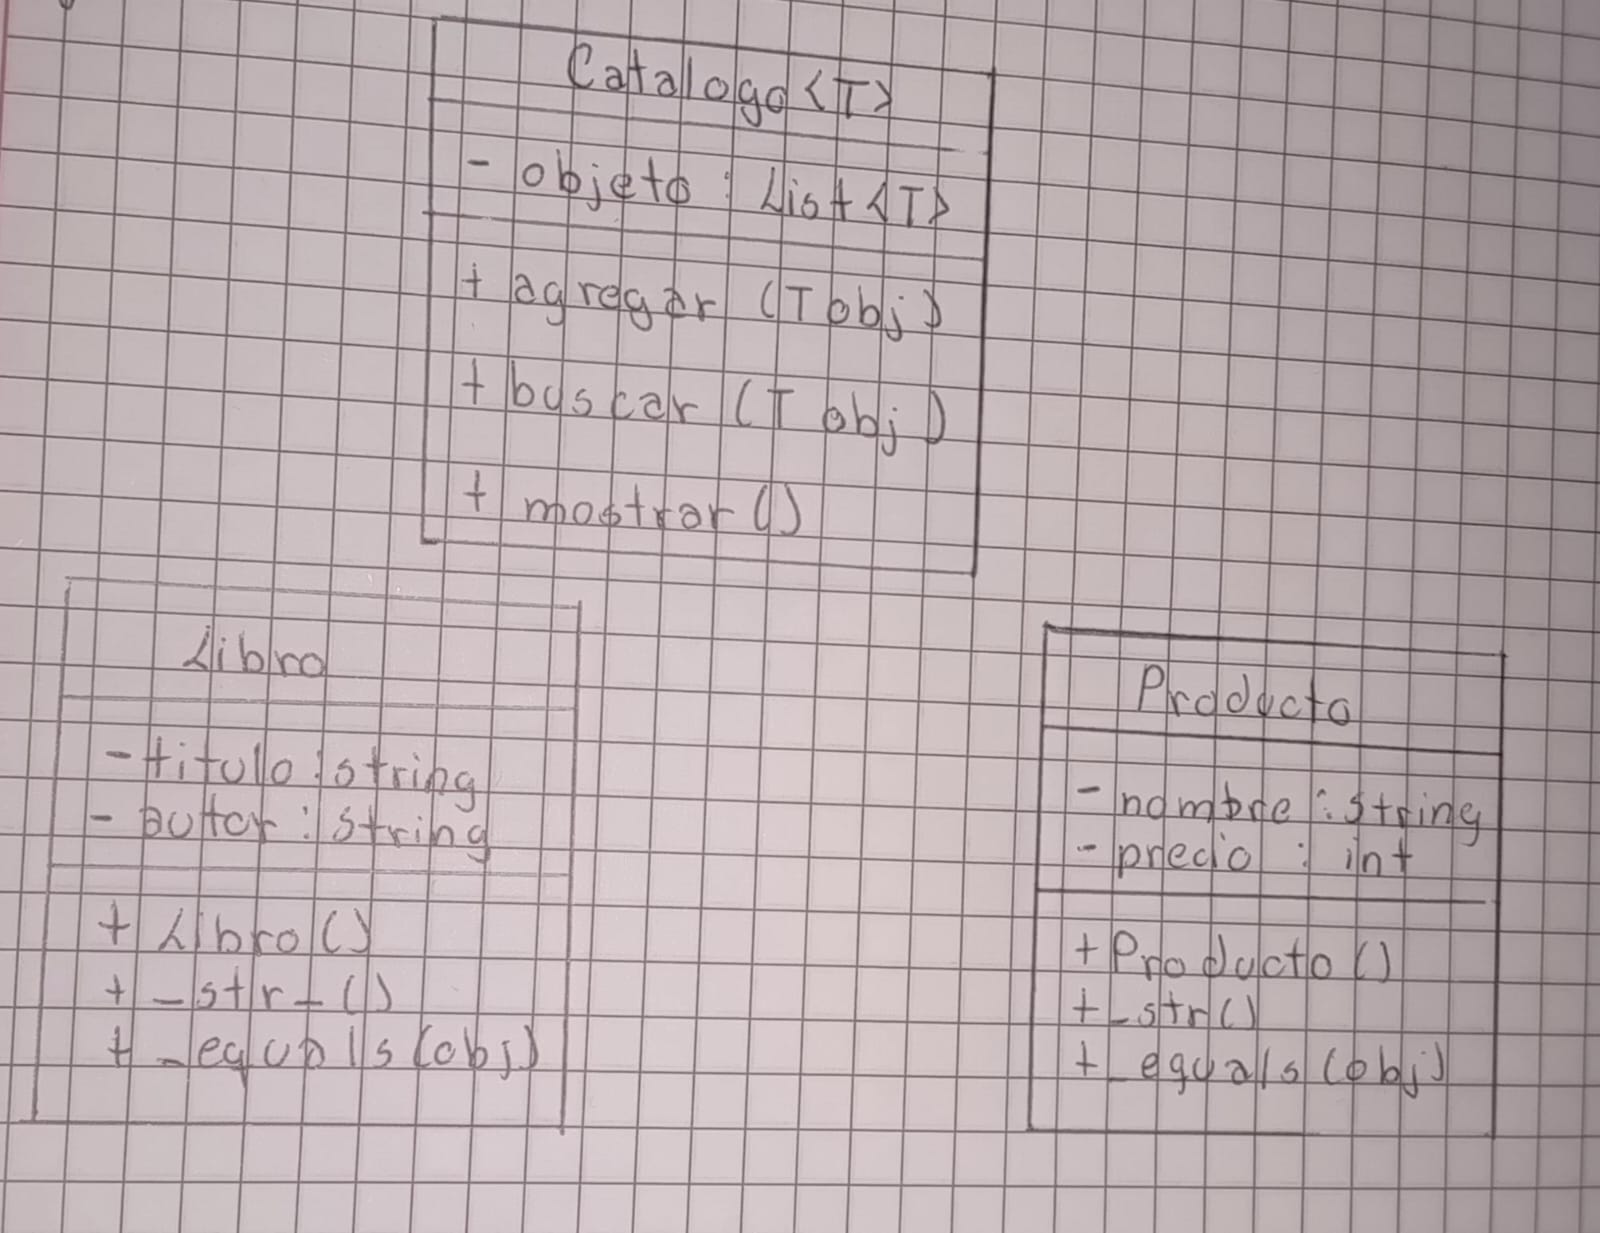 Catalogo <T>
- objeto : List <T>
+ agregar (T obj)
+ buscar (T obj)
+ mostrar ()
Libro
- titulo : string
- autor : string
+ Libro ()
+ _str_ ()
+ _equals (obj)
Producto
- nombre : string
- precio : int
+ Producto ()
+ _str ()
+ _equals (obj)